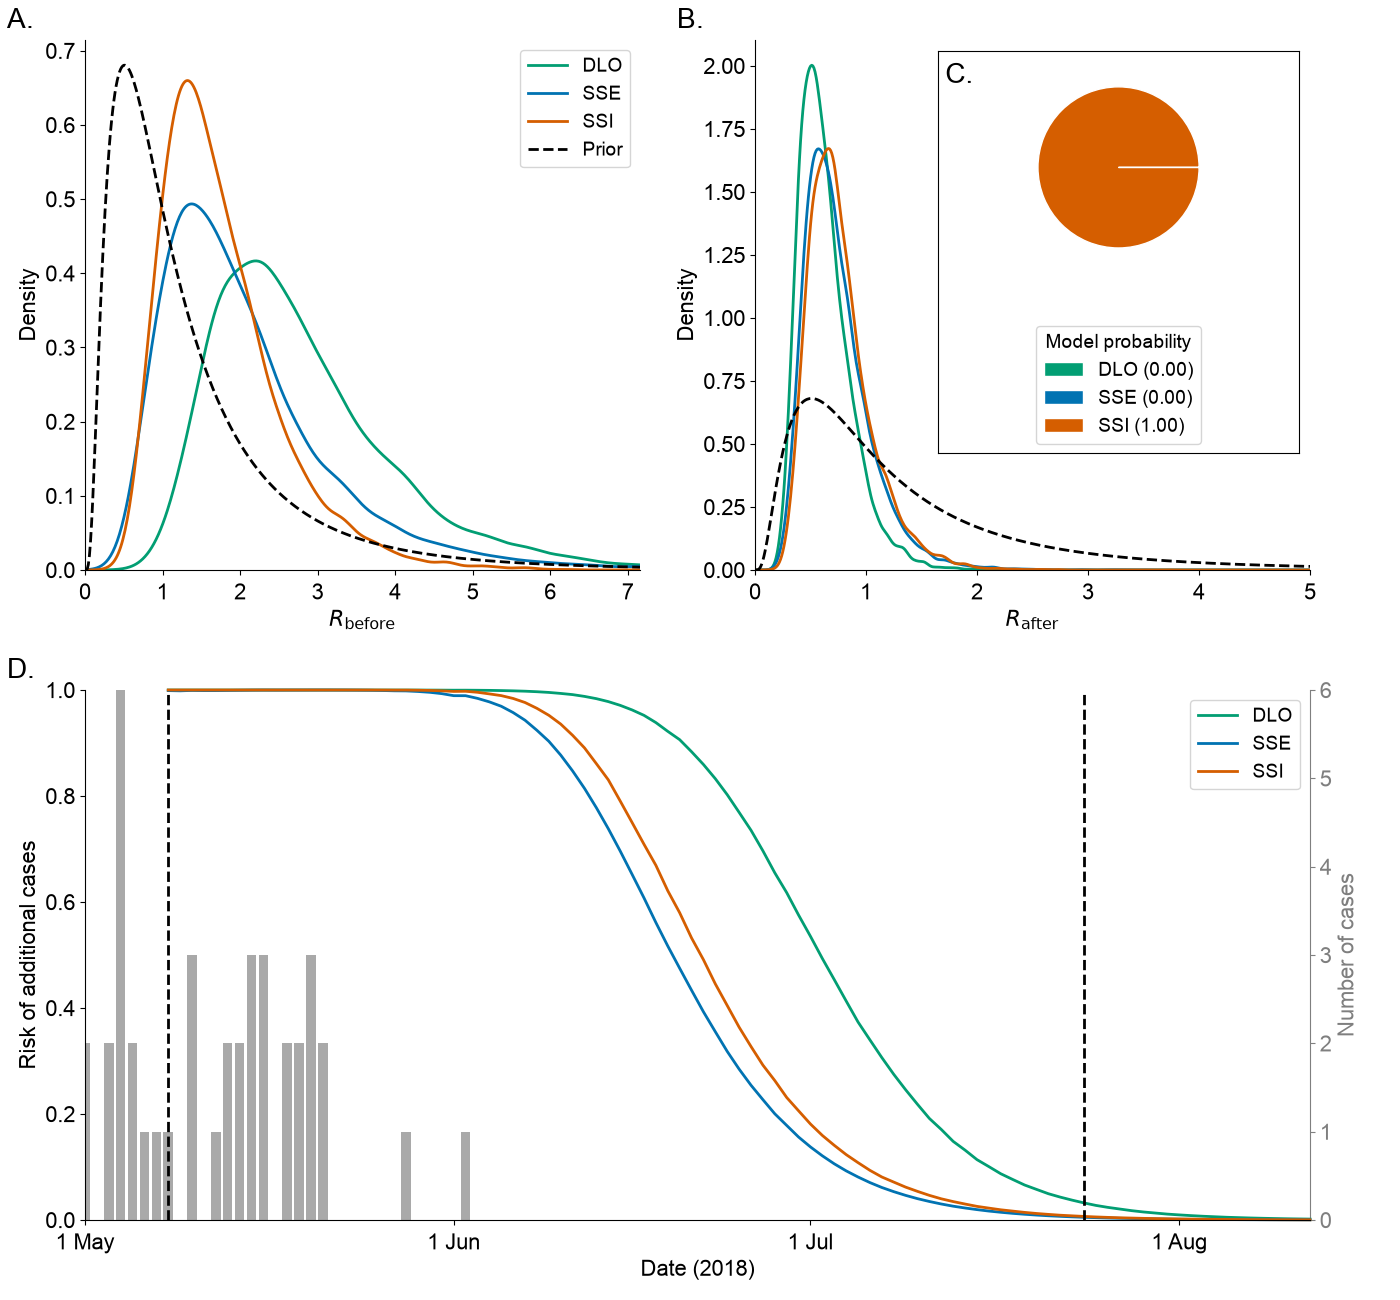 A.
0.7
0.6
0.5
0.4
0.3
0.2
0.1
0.0
Density
0 1 2 3 4 5 6 7
R before
DLO
SSE
SSI
Prior
B.
2.00
1.75
1.50
1.25
1.00
0.75
0.50
0.25
0.00
Density
0 1 2 3 4 5
R after
C.
Model probability
DLO (0.00)
SSE (0.00)
SSI (1.00)
D.
1.0
0.8
0.6
0.4
0.2
0.0
Risk of additional cases
1 May 1 Jun 1 Jul 1 Aug
Date (2018)
DLO
SSE
SSI
6
5
4
3
2
1
0
Number of cases